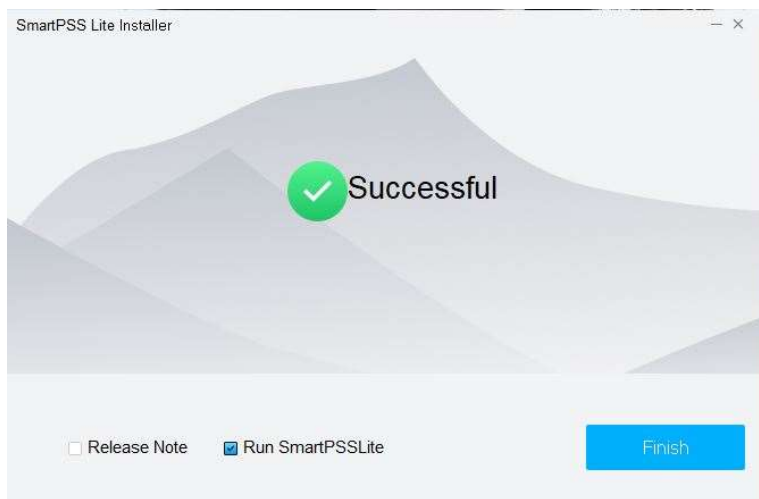 SmartPSS Lite Installer
Successful
Release Note
Run SmartPSSLite
Finish